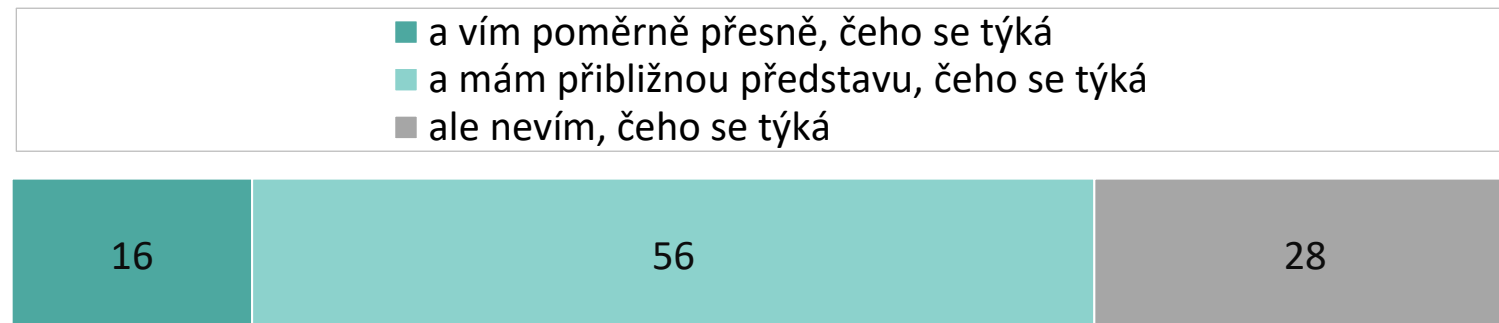 a vím poměrně přesně, čeho se týká
a mám přibližnou představu, čeho se týká
ale nevím, čeho se týká
16 56 28